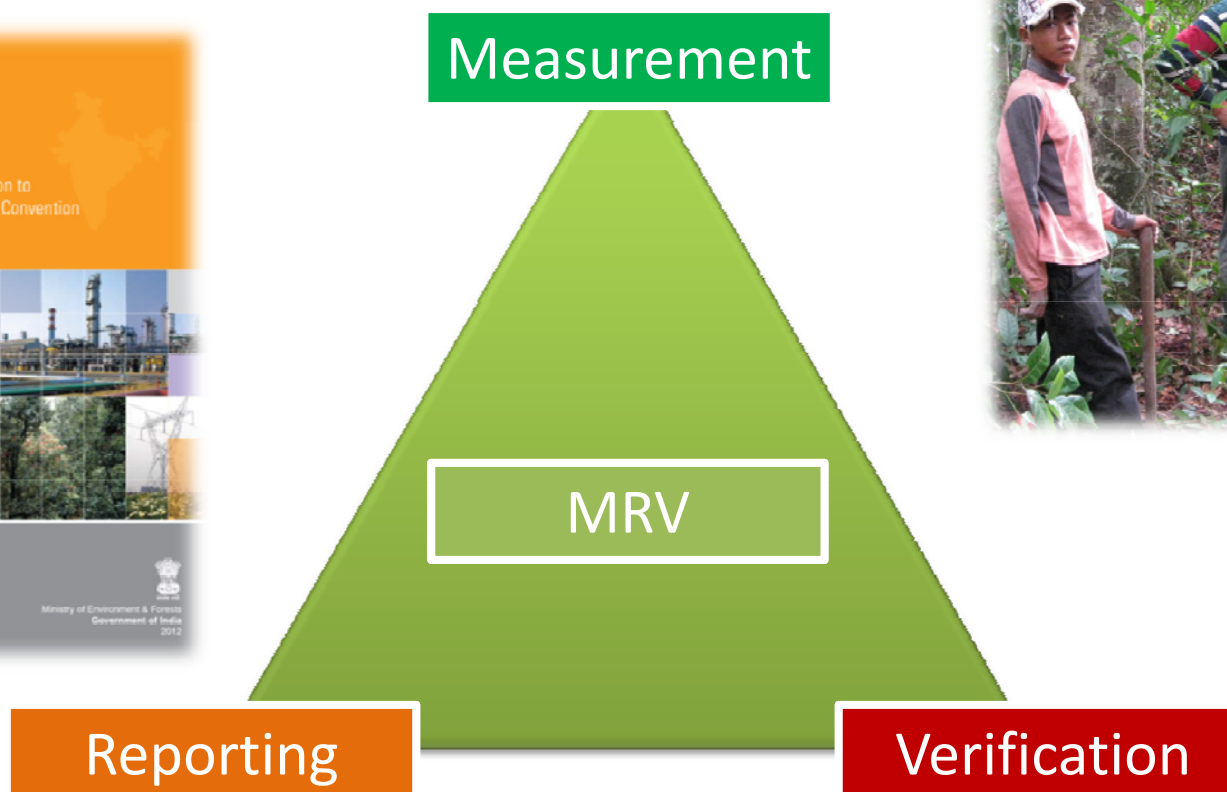 Measurement
on to
Convention
MRV
Ministry of Environment & Forests
Government of India
2012
Reporting
Verification